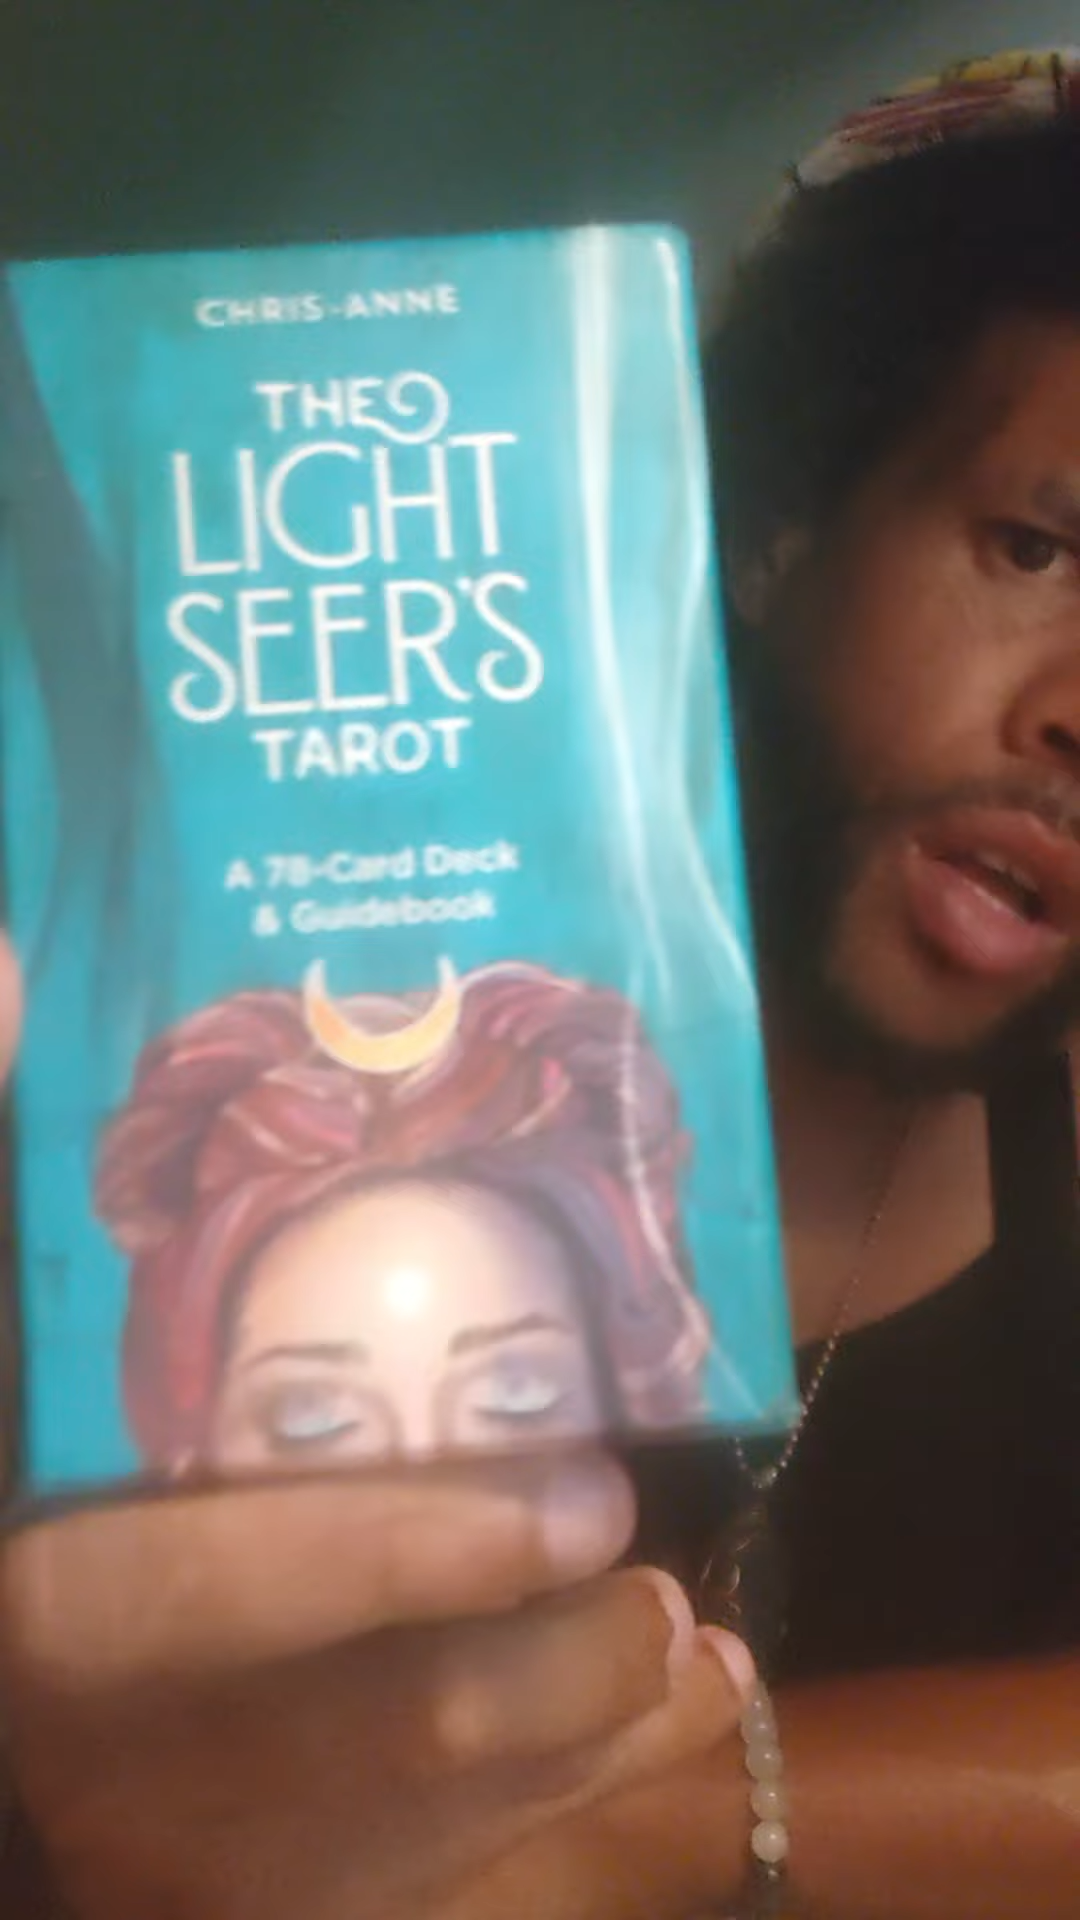 CHRIS-ANNE
THE
LIGHT
SEER'S
TAROT
A 78-Card Deck
& Guidebook